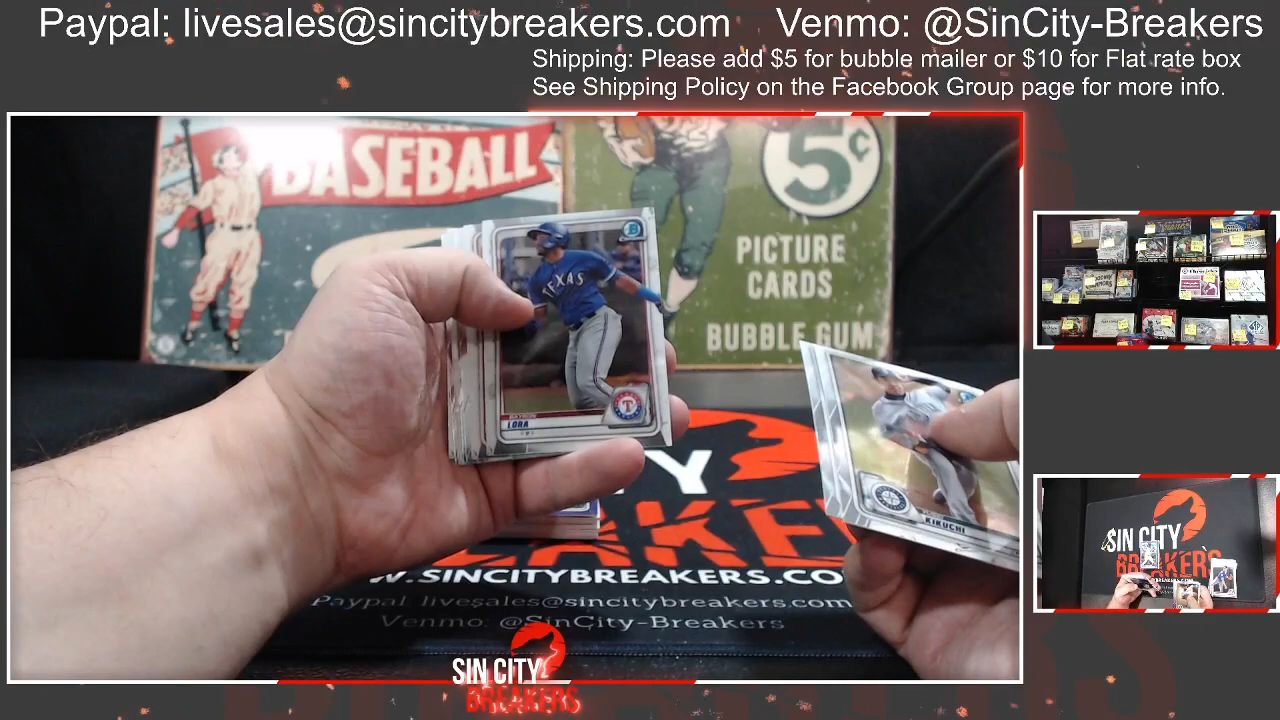 Paypal: livesales@sincitybreakers.com Venmo: @SinCity-Breakers
Shipping: Please add $5 for bubble mailer or $10 for Flat rate box
See Shipping Policy on the Facebook Group page for more info.
BASEBALL
5¢
PICTURE
CARDS
BUBBLE GUM
TEXAS
LORA
KIKUCHI
WWW.SINCITYBREAKERS.CO
Paypal: livesales@sincitybreakers.com
Venmo: @SinCity-Breakers
SIN CITY
BREAKERS
SIN CITY
BREAKERS